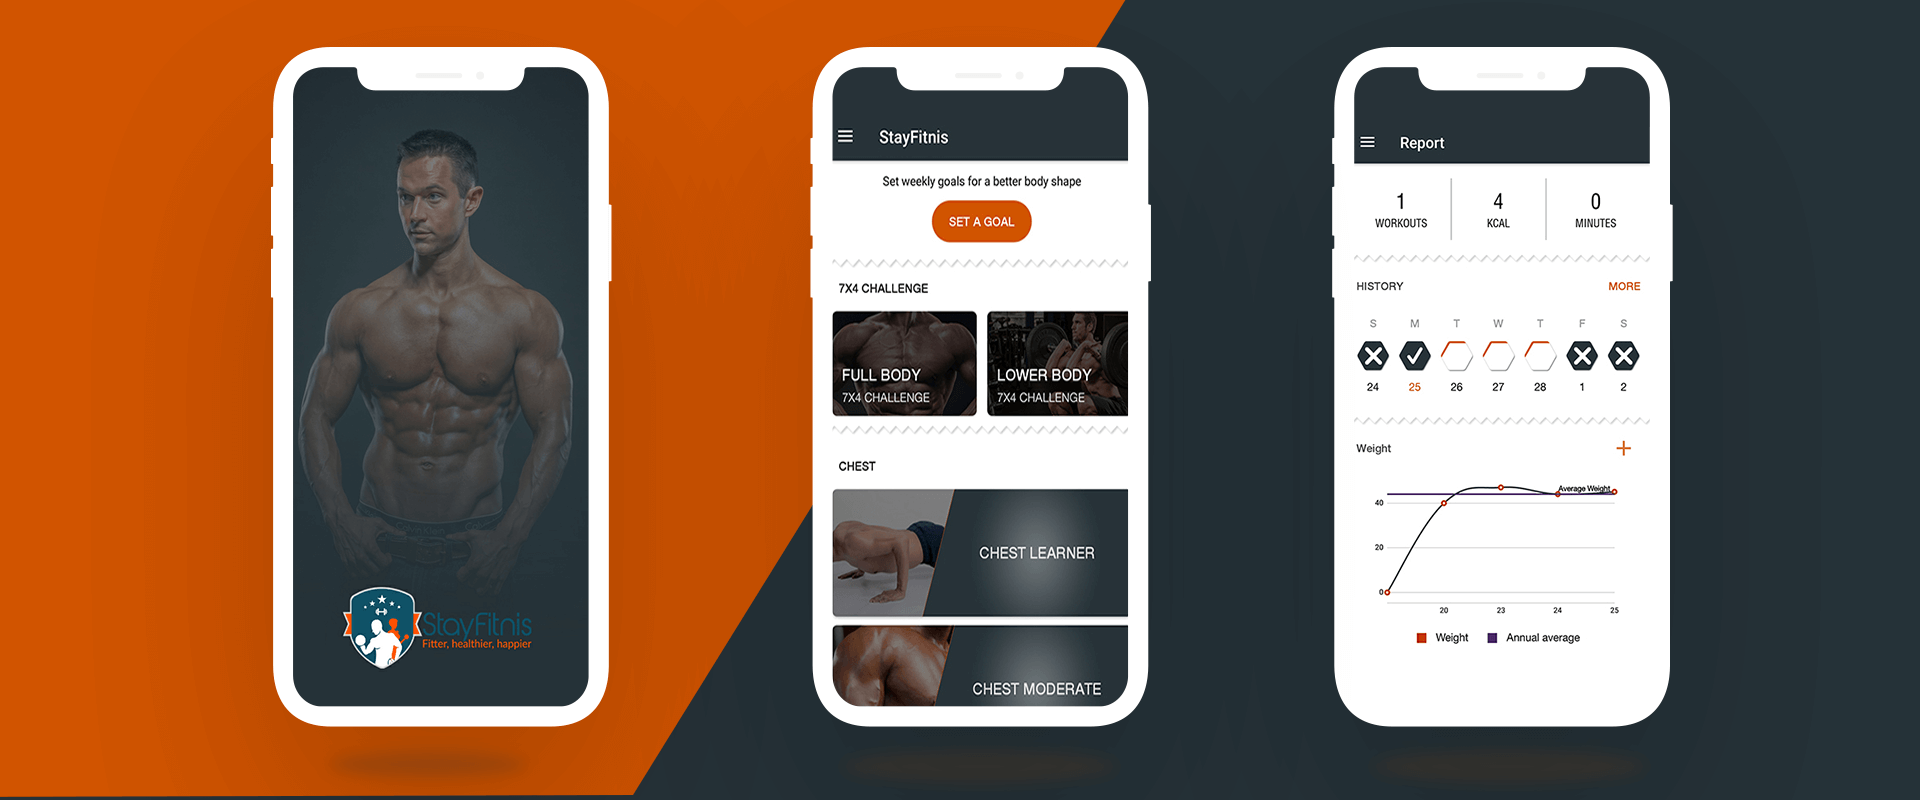 StayFitnis
Fitter, healthier, happier
StayFitnis
Set weekly goals for a better body shape
SET A GOAL
7X4 CHALLENGE
FULL BODY
7X4 CHALLENGE
LOWER BODY
7X4 CHALLENGE
CHEST
CHEST LEARNER
CHEST MODERATE
Report
1 4 0
WORKOUTS KCAL MINUTES
HISTORY MORE
S M T W T F S
24 25 26 27 28 1 2
Weight
Average Weight
40
20
0
20 23 24 25
Weight Annual average